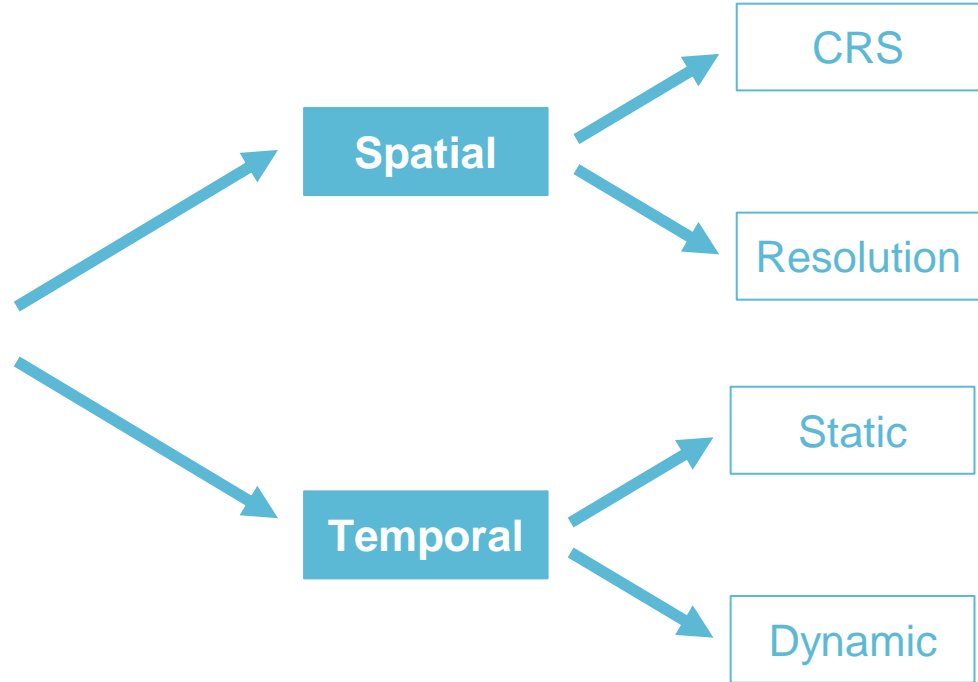 CRS
Spatial
Resolution
Static
Temporal
Dynamic